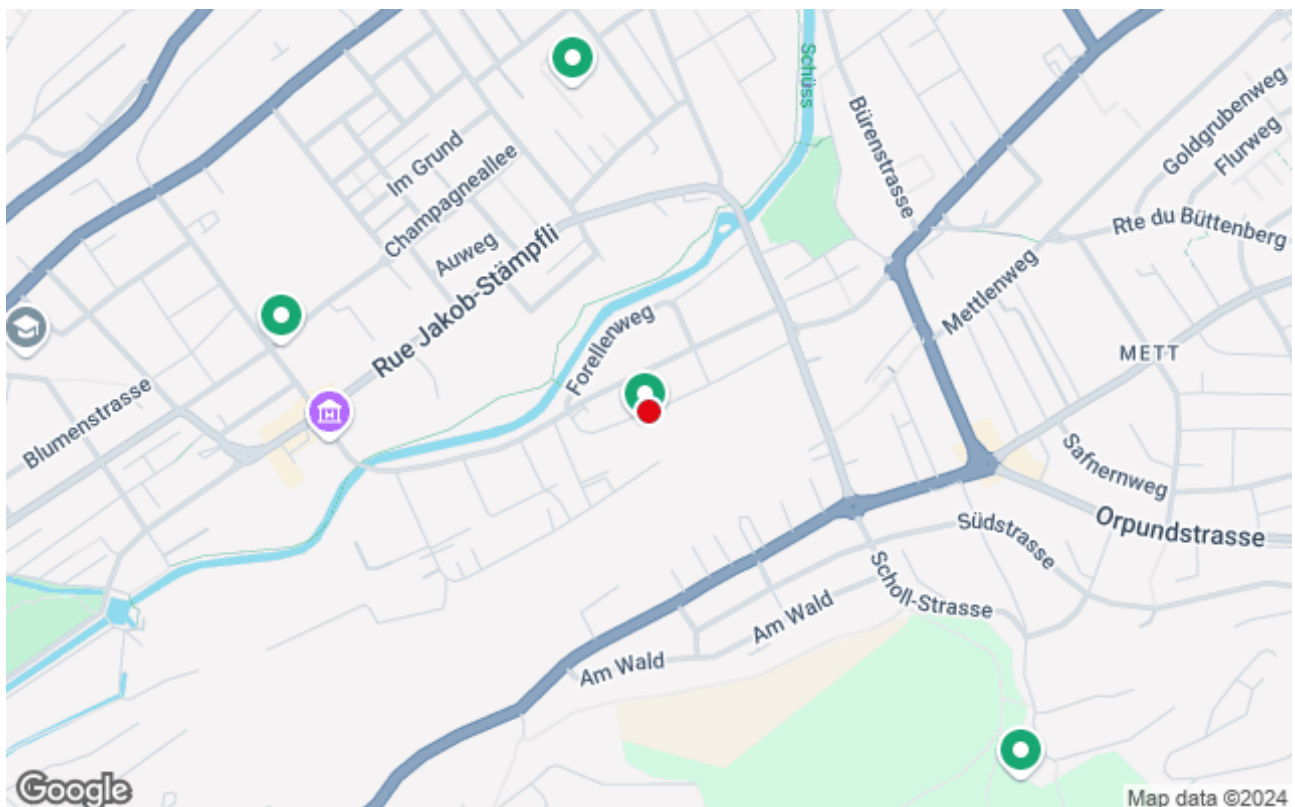 Schüss
Bürenstrasse
Goldgrubenweg
Flurweg
Im Grund
Champagneallee
Auweg
Rte du Büttenberg
Rue Jakob-Stämpfli
Mettlenweg
Forellenweg
METT
Blumenstrasse
Safnernweg
Orpundstrasse
Südstrasse
Scholl-Strasse
Am Wald
Am Wald
Google
Map data ©2024